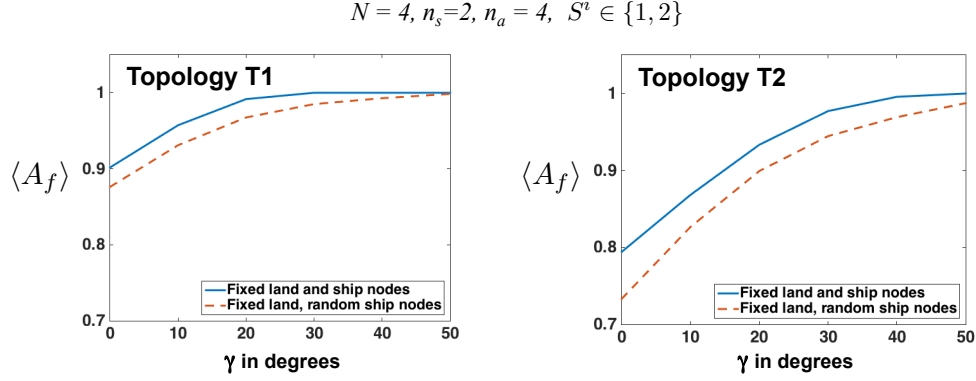 N = 4, n_s=2, n_a = 4, S^i ∈ {1, 2}
Topology T1
1
0.9
0.8
0.7
⟨A_f⟩
Fixed land and ship nodes
Fixed land, random ship nodes
0 10 20 30 40 50
γ in degrees
Topology T2
1
0.9
0.8
0.7
⟨A_f⟩
Fixed land and ship nodes
Fixed land, random ship nodes
0 10 20 30 40 50
γ in degrees